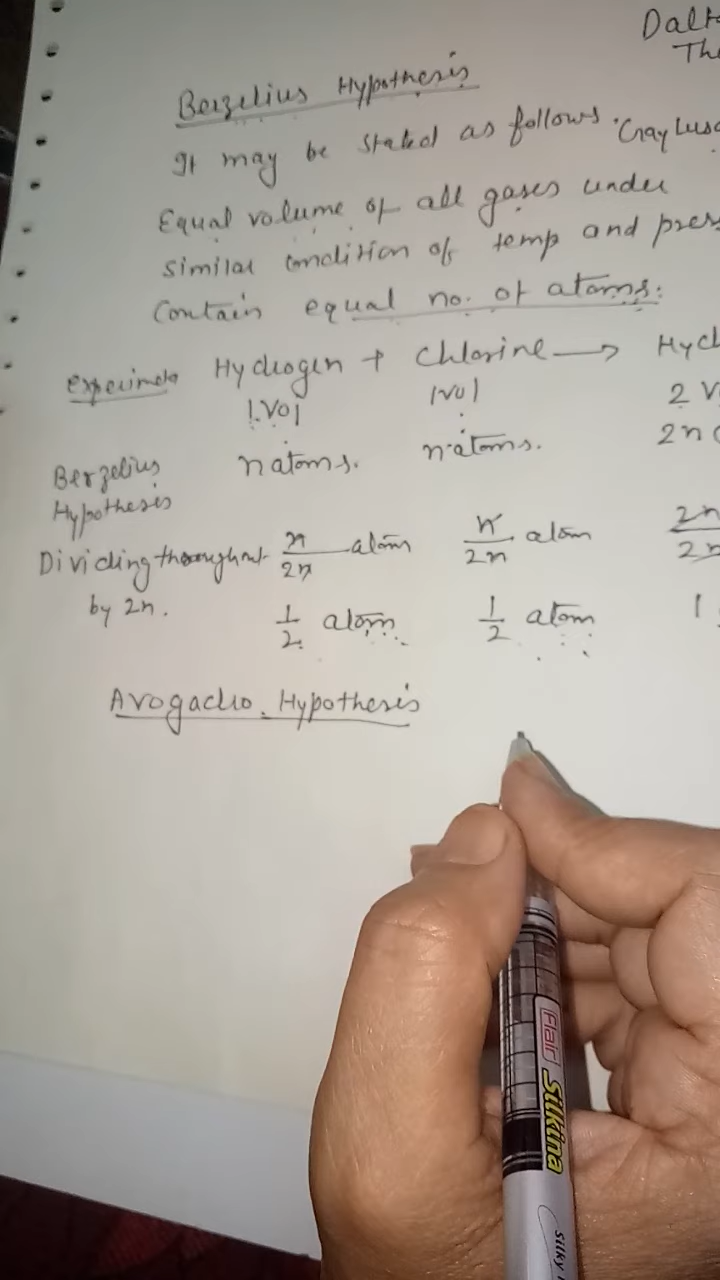 Dalt
Th
Berzelius Hypothesis
It may be stated as follows.
Gay Lusa
Equal volume of all gases under
similar condition of temp and pres
Contain equal no. of atoms.
Hydrogen + Chlorine → Hyd
1 Vol 1 Vol 2 V
Berzelius Hypothesis n atoms. n atoms. 2n
Dividing throughout by 2n. n/2n atom n/2n atom 2n/2n
1/2 atom 1/2 atom 1
Avogadro Hypothesis
Flair Silkina
Silky